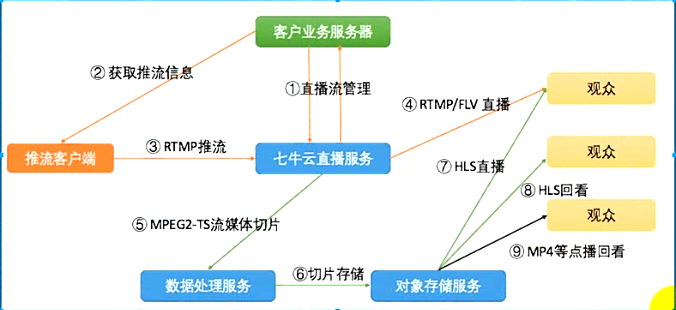 客户业务服务器
② 获取推流信息
①直播流管理
④ RTMP/FLV 直播
观众
③ RTMP推流
推流客户端
七牛云直播服务
⑦ HLS直播
观众
⑧ HLS回看
观众
⑤ MPEG2-TS流媒体切片
⑨ MP4等点播回看
⑥切片存储
数据处理服务
对象存储服务